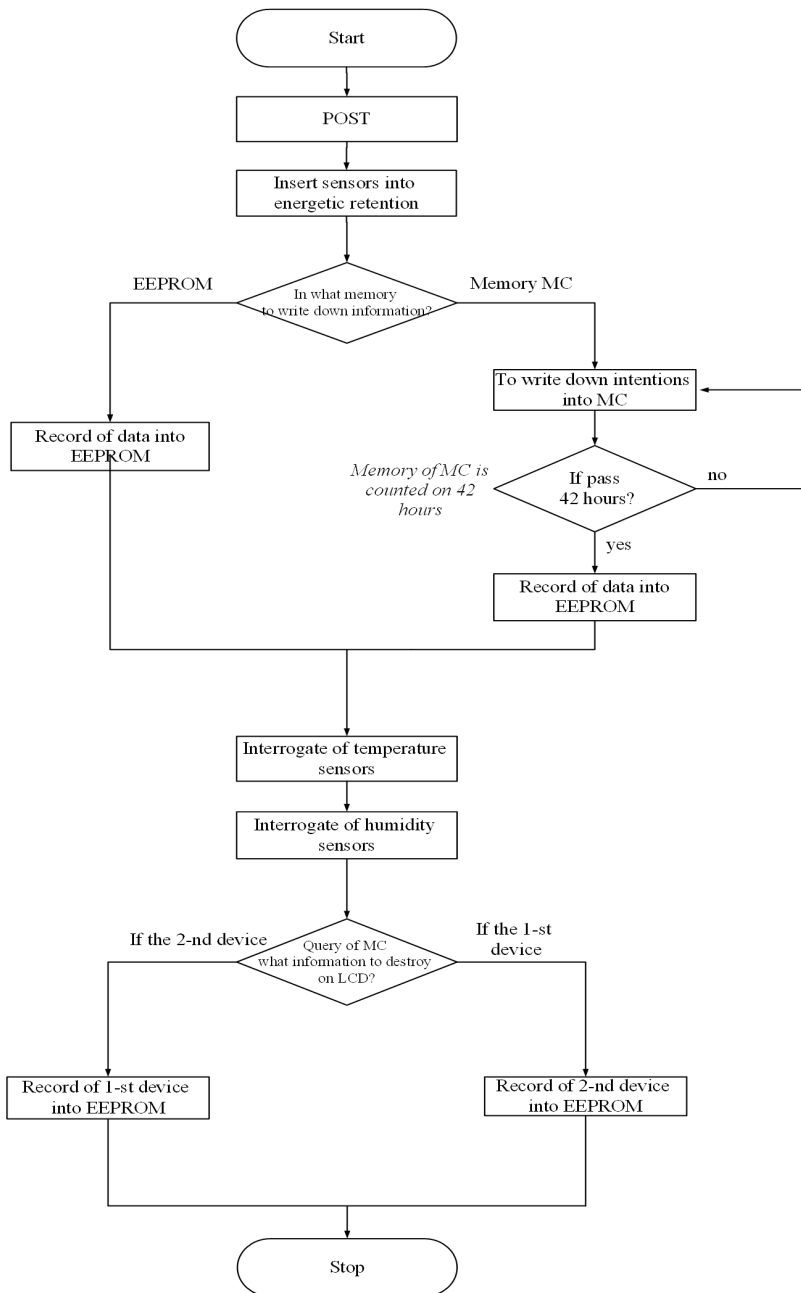 Start
POST
Insert sensors into
energetic retention
EEPROM
Memory MC
In what memory
to write down information?
To write down intentions
into MC
Record of data into
EEPROM
Memory of MC is
counted on 42
hours
If pass
42 hours?
no
yes
Record of data into
EEPROM
Interrogate of temperature
sensors
Interrogate of humidity
sensors
If the 2-nd device
If the 1-st
device
Query of MC
what information to destroy
on LCD?
Record of 1-st device
into EEPROM
Record of 2-nd device
into EEPROM
Stop